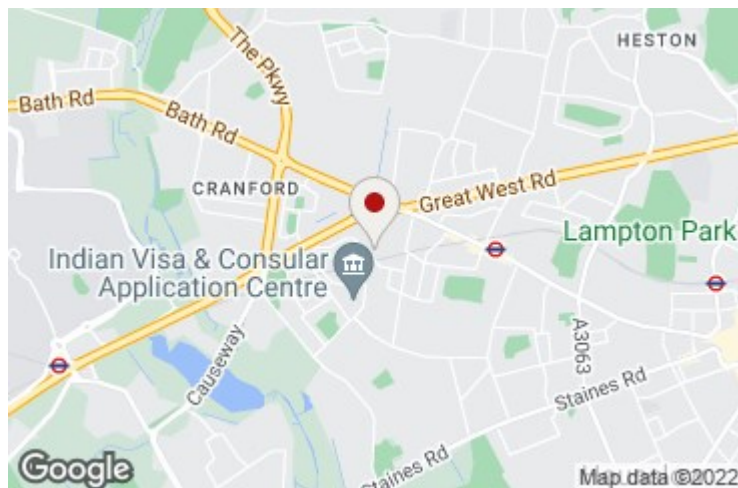 HESTON
The Pkwy
Bath Rd
Bath Rd
CRANFORD
Great West Rd
Lampton Park
Indian Visa & Consular
Application Centre
A3063
Causeway
Staines Rd
Staines Rd
Google
Map data ©2022